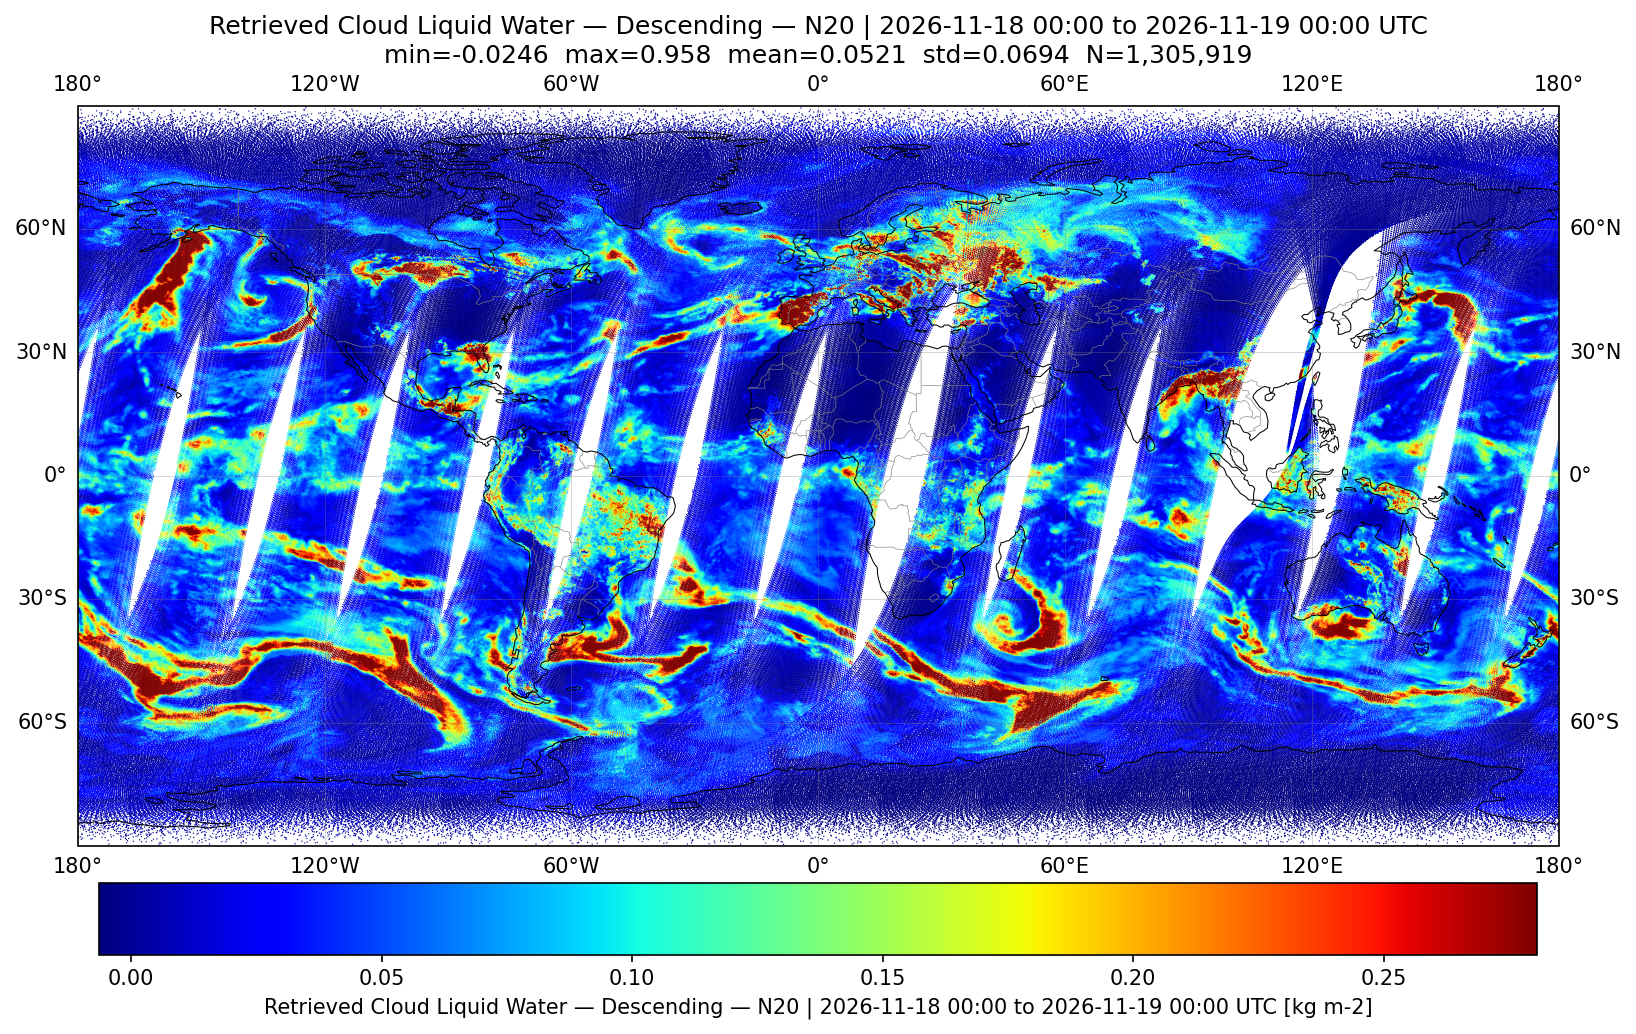 Retrieved Cloud Liquid Water — Descending — N20 | 2026-11-18 00:00 to 2026-11-19 00:00 UTC
min=-0.0246 max=0.958 mean=0.0521 std=0.0694 N=1,305,919
180° 120°W 60°W 0° 60°E 120°E 180°
60°N 60°N
30°N 30°N
0° 0°
30°S 30°S
60°S 60°S
180° 120°W 60°W 0° 60°E 120°E 180°
0.00 0.05 0.10 0.15 0.20 0.25
Retrieved Cloud Liquid Water — Descending — N20 | 2026-11-18 00:00 to 2026-11-19 00:00 UTC [kg m-2]